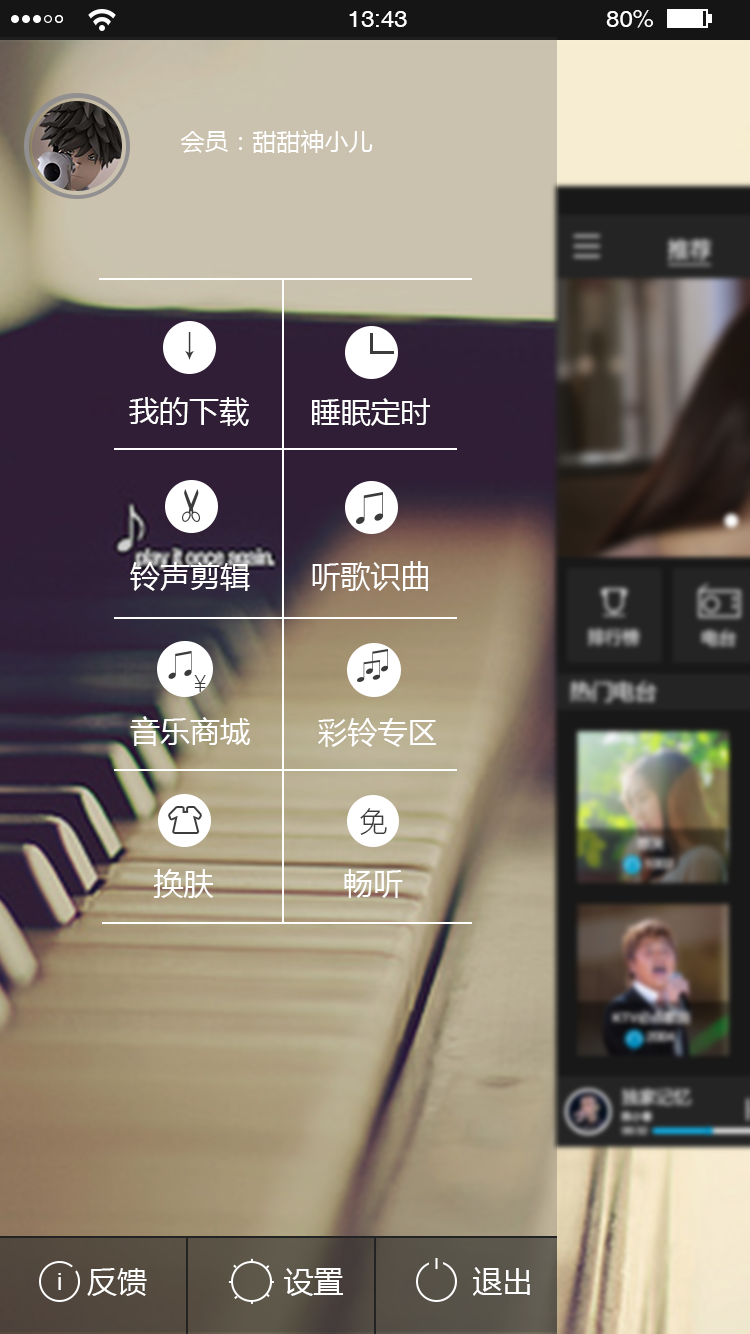 13:43
80%
会员：甜甜神小儿
推荐
我的下载
睡眠定时
play it once again.
铃声剪辑
听歌识曲
排行榜
电台
热门电台
¥
音乐商城
彩铃专区
免
换肤
畅听
独家记忆
i 反馈
设置
退出